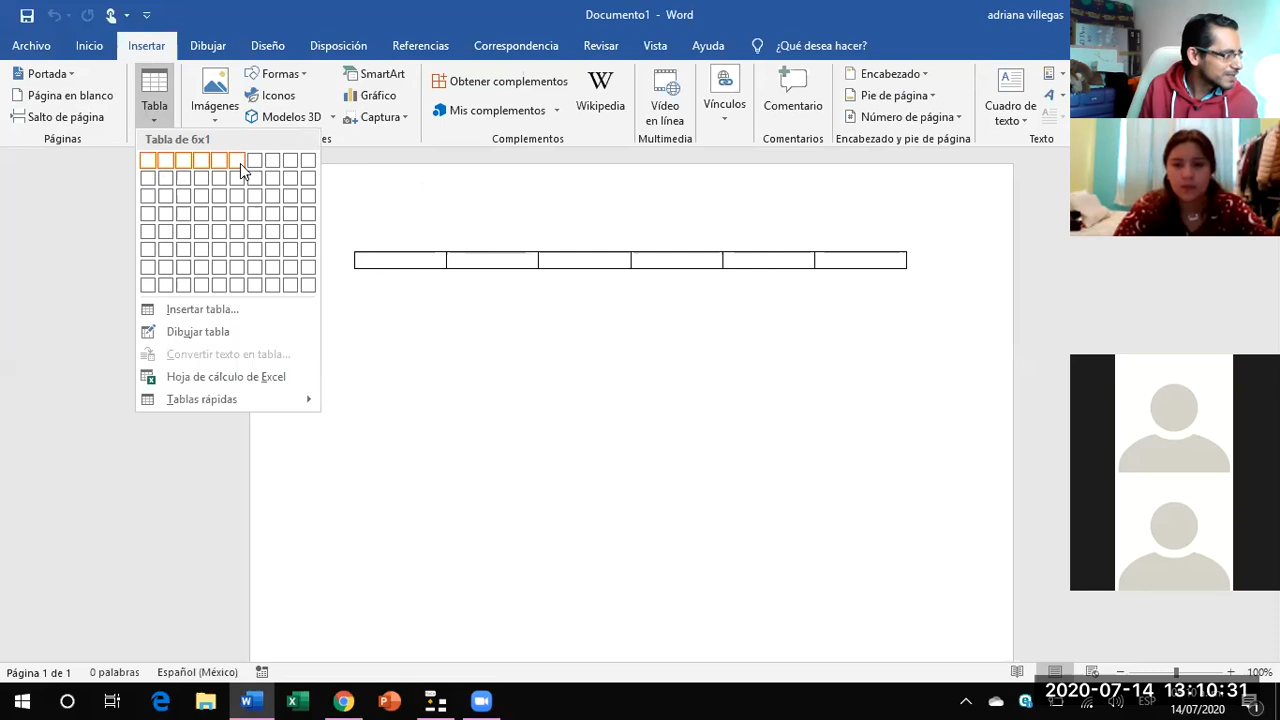 Documento1 - Word
adriana villegas
Archivo Inicio Insertar Dibujar Diseño Disposición Referencias Correspondencia Revisar Vista Ayuda ¿Qué desea hacer?
Portada
Página en blanco
Salto de página
Páginas
Tabla
Imágenes
Formas
Iconos
Modelos 3D
SmartArt
Gráfico
Captura
Obtener complementos
Mis complementos
Wikipedia
Complementos
Vídeo
en línea
Multimedia
Vínculos
Comentario
Comentarios
Encabezado
Pie de página
Número de página
Encabezado y pie de página
Cuadro de
texto
Texto
Tabla de 6x1
Insertar tabla...
Dibujar tabla
Convertir texto en tabla...
Hoja de cálculo de Excel
Tablas rápidas
Página 1 de 1 0 palabras Español (México)
100%
2020-07-14 13:10:31
ESP
14/07/2020